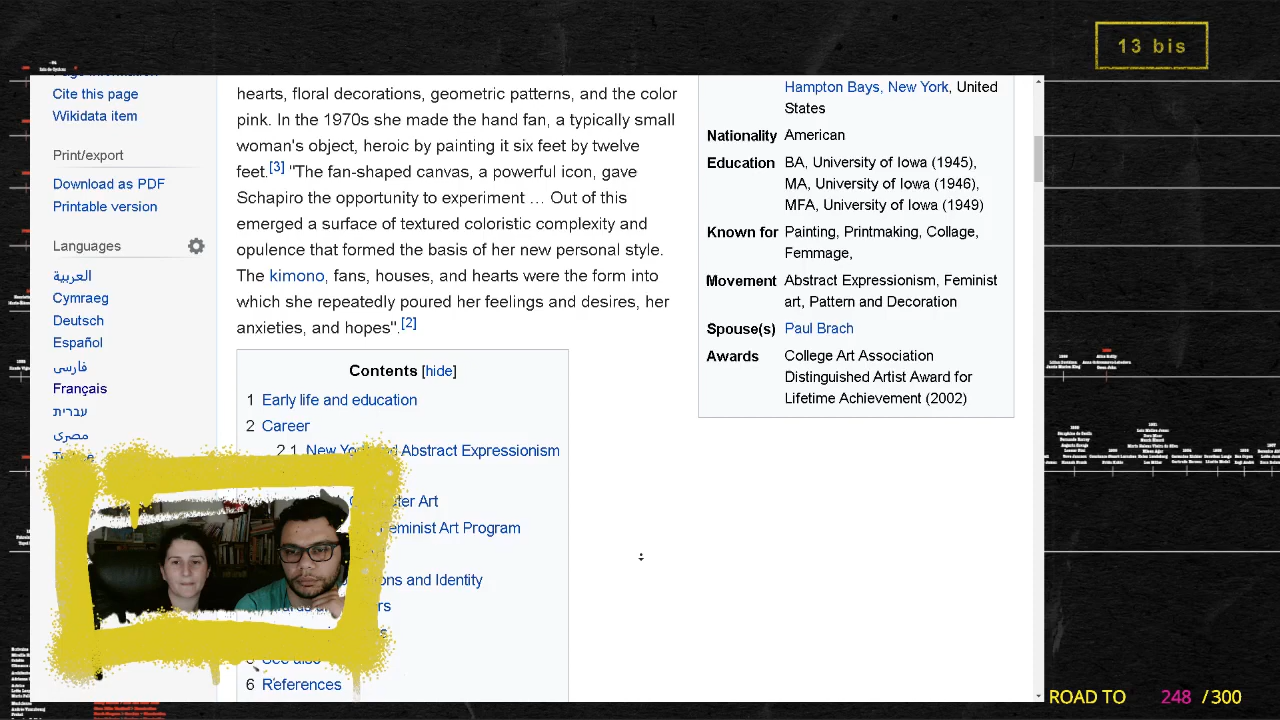 13 bis
Cite this page
Wikidata item
Print/export
Download as PDF
Printable version
Languages
العربية
Cymraeg
Deutsch
Español
فارسی
Français
עברית
مصرى
hearts, floral decorations, geometric patterns, and the color
pink. In the 1970s she made the hand fan, a typically small
woman's object, heroic by painting it six feet by twelve
feet.[3] "The fan-shaped canvas, a powerful icon, gave
Schapiro the opportunity to experiment … Out of this
emerged a surface of textured coloristic complexity and
opulence that formed the basis of her new personal style.
The kimono, fans, houses, and hearts were the form into
which she repeatedly poured her feelings and desires, her
anxieties, and hopes".[2]
Contents [hide]
1 Early life and education
2 Career
2.1 New Yo d Abstract Expressionism
ter Art
eminist Art Program
ons and Identity
See also
6 References
Hampton Bays, New York, United
States
Nationality American
Education BA, University of Iowa (1945),
MA, University of Iowa (1946),
MFA, University of Iowa (1949)
Known for Painting, Printmaking, Collage,
Femmage,
Movement Abstract Expressionism, Feminist
art, Pattern and Decoration
Spouse(s) Paul Brach
Awards College Art Association
Distinguished Artist Award for
Lifetime Achievement (2002)
ROAD TO 248 / 300